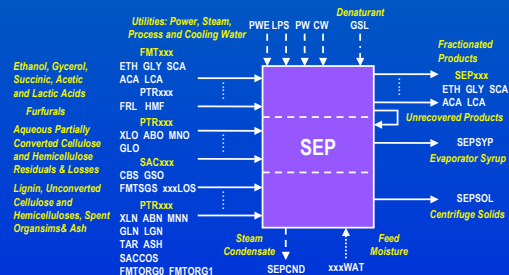 Utilities: Power, Steam,
Process and Cooling Water
PWE LPS PW CW
Denaturant
GSL
Ethanol, Gycerol,
Succinic, Acetic
and Lactic Acids
FMTxxx
ETH GLY SCA
ACA LCA
PTRxxx
Furfurals
FRL HMF
Aqueous Partially
Converted Cellulose
and Hemicellulose
Residuals & Losses
PTRxxx
XLO ABO MNO
GLO
SACxxx
CBS GSO
FMTSGS xxxLOS
Lignin, Unconverted
Cellulose and
Hemicelluloses, Spent
Organsims & Ash
PTRxxx
XLN ABN MNN
GLN LGN
TAR ASH
SACCOS
FMTORG0 FMTORG1
SEP
Fractionated
Products
SEPxxx
ETH GLY SCA
ACA LCA
Unrecovered Products
SEPSYP
Evaporator Syrup
SEPSOL
Centrifuge Solids
Steam
Condensate
SEPCND
Feed
Moisture
xxxWAT